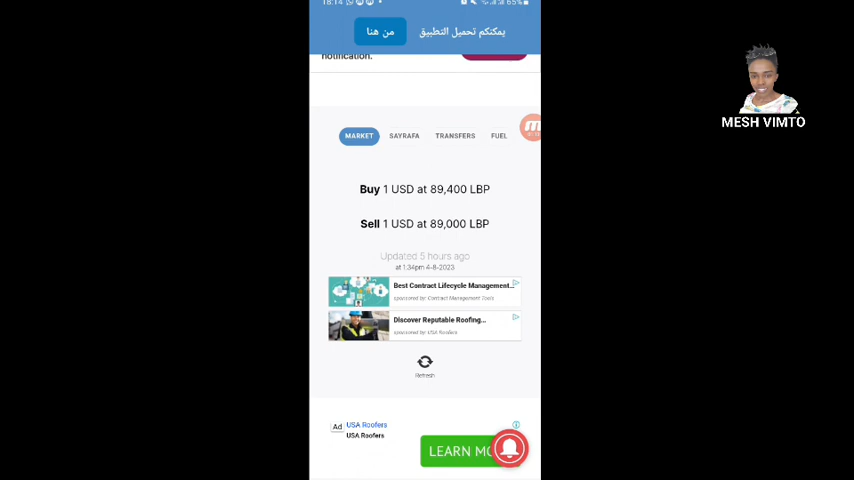 18:14 65%
يمكنكم تحميل التطبيق من هنا
notification.
MESH VIMTO
MARKET SAYRAFA TRANSFERS FUEL
Buy 1 USD at 89,400 LBP
Sell 1 USD at 89,000 LBP
Updated 5 hours ago
at 1:34pm 4-8-2023
Best Contract Lifecycle Management...
sponsored by: Contract Management Tools
Discover Reputable Roofing...
sponsored by: USA Roofers
Refresh
Ad USA Roofers
USA Roofers
LEARN MO